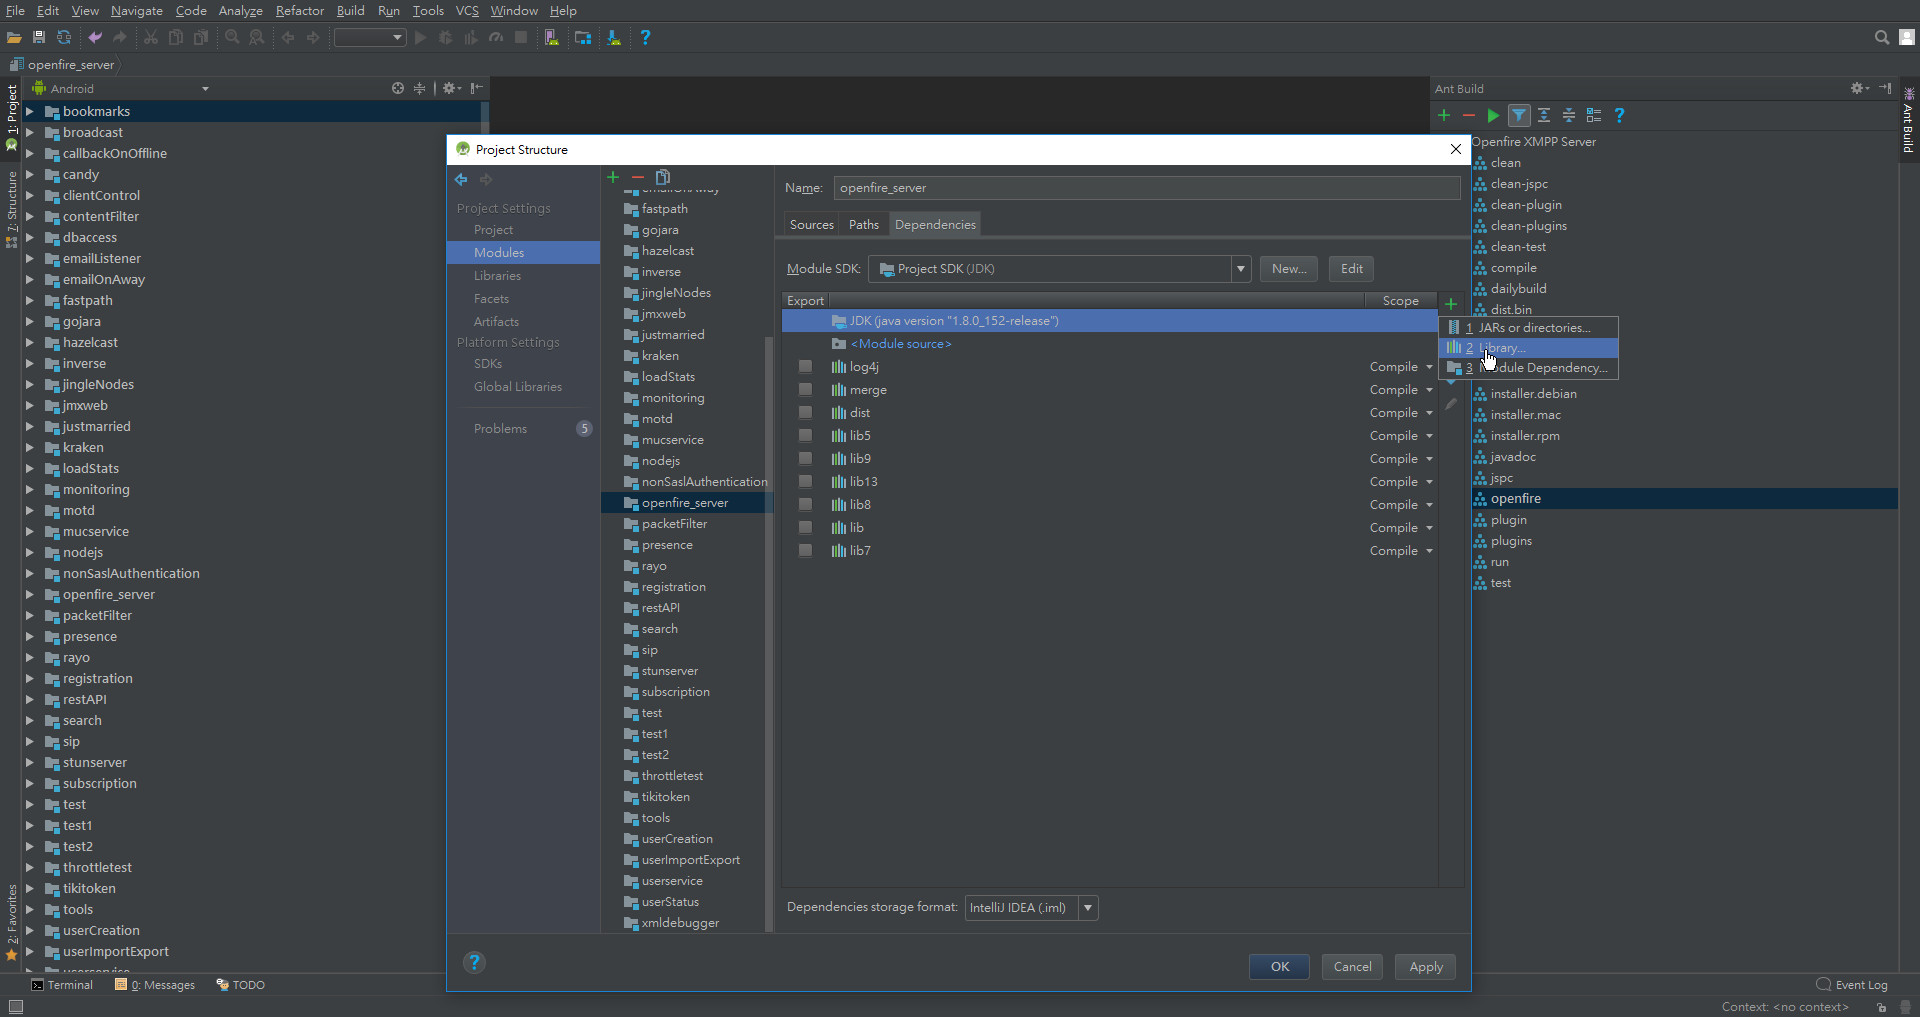 File Edit View Navigate Code Analyze Refactor Build Run Tools VCS Window Help
openfire_server
1: Project
7: Structure
2: Favorites
Android
bookmarks
broadcast
callbackOnOffline
candy
clientControl
contentFilter
dbaccess
emailListener
emailOnAway
fastpath
gojara
hazelcast
inverse
jingleNodes
jmxweb
justmarried
kraken
loadStats
monitoring
motd
mucservice
nodejs
nonSaslAuthentication
openfire_server
packetFilter
presence
rayo
registration
restAPI
search
sip
stunserver
subscription
test
test1
test2
throttletest
tikitoken
tools
userCreation
userImportExport
userservice
Project Structure
Project Settings
Project
Modules
Libraries
Facets
Artifacts
Platform Settings
SDKs
Global Libraries
Problems 5
emailOnAway
fastpath
gojara
hazelcast
inverse
jingleNodes
jmxweb
justmarried
kraken
loadStats
monitoring
motd
mucservice
nodejs
nonSaslAuthentication
openfire_server
packetFilter
presence
rayo
registration
restAPI
search
sip
stunserver
subscription
test
test1
test2
throttletest
tikitoken
tools
userCreation
userImportExport
userservice
userStatus
xmldebugger
Name: openfire_server
Sources Paths Dependencies
Module SDK: Project SDK (JDK) New... Edit
Export Scope
JDK (java version "1.8.0_152-release")
<Module source>
log4j Compile
merge Compile
dist Compile
lib5 Compile
lib9 Compile
lib13 Compile
lib8 Compile
lib Compile
lib7 Compile
1 JARs or directories...
2 Library...
3 Module Dependency...
Dependencies storage format: IntelliJ IDEA (.iml)
OK Cancel Apply
Ant Build
Openfire XMPP Server
clean
clean-jspc
clean-plugin
clean-plugins
clean-test
compile
dailybuild
dist.bin
installer.debian
installer.mac
installer.rpm
javadoc
jspc
openfire
plugin
plugins
run
test
Ant Build
Terminal 0: Messages TODO
Event Log
Context: <no context>